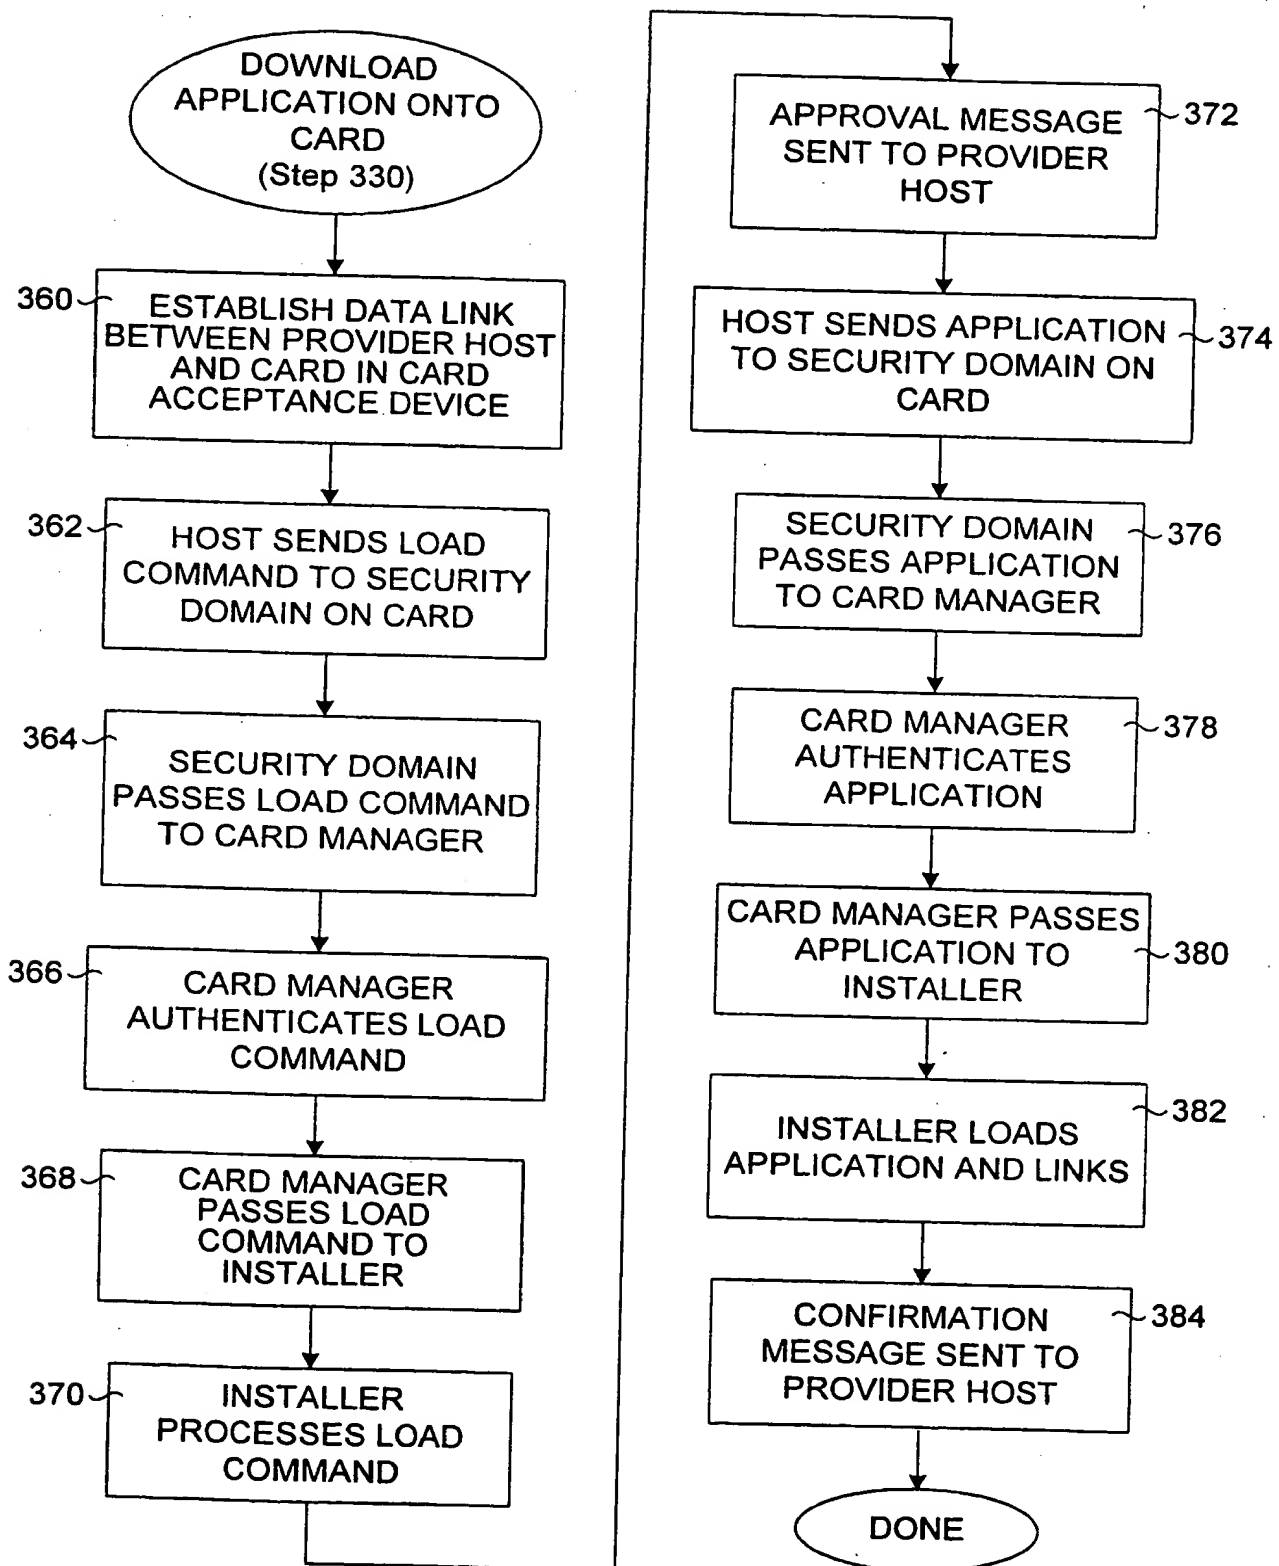 DOWNLOAD
APPLICATION ONTO
CARD
(Step 330)
360
ESTABLISH DATA LINK
BETWEEN PROVIDER HOST
AND CARD IN CARD
ACCEPTANCE DEVICE
362
HOST SENDS LOAD
COMMAND TO SECURITY
DOMAIN ON CARD
364
SECURITY DOMAIN
PASSES LOAD COMMAND
TO CARD MANAGER
366
CARD MANAGER
AUTHENTICATES LOAD
COMMAND
368
CARD MANAGER
PASSES LOAD
COMMAND TO
INSTALLER
370
INSTALLER
PROCESSES LOAD
COMMAND
372
APPROVAL MESSAGE
SENT TO PROVIDER
HOST
374
HOST SENDS APPLICATION
TO SECURITY DOMAIN ON
CARD
376
SECURITY DOMAIN
PASSES APPLICATION
TO CARD MANAGER
378
CARD MANAGER
AUTHENTICATES
APPLICATION
380
CARD MANAGER PASSES
APPLICATION TO
INSTALLER
382
INSTALLER LOADS
APPLICATION AND LINKS
384
CONFIRMATION
MESSAGE SENT TO
PROVIDER HOST
DONE